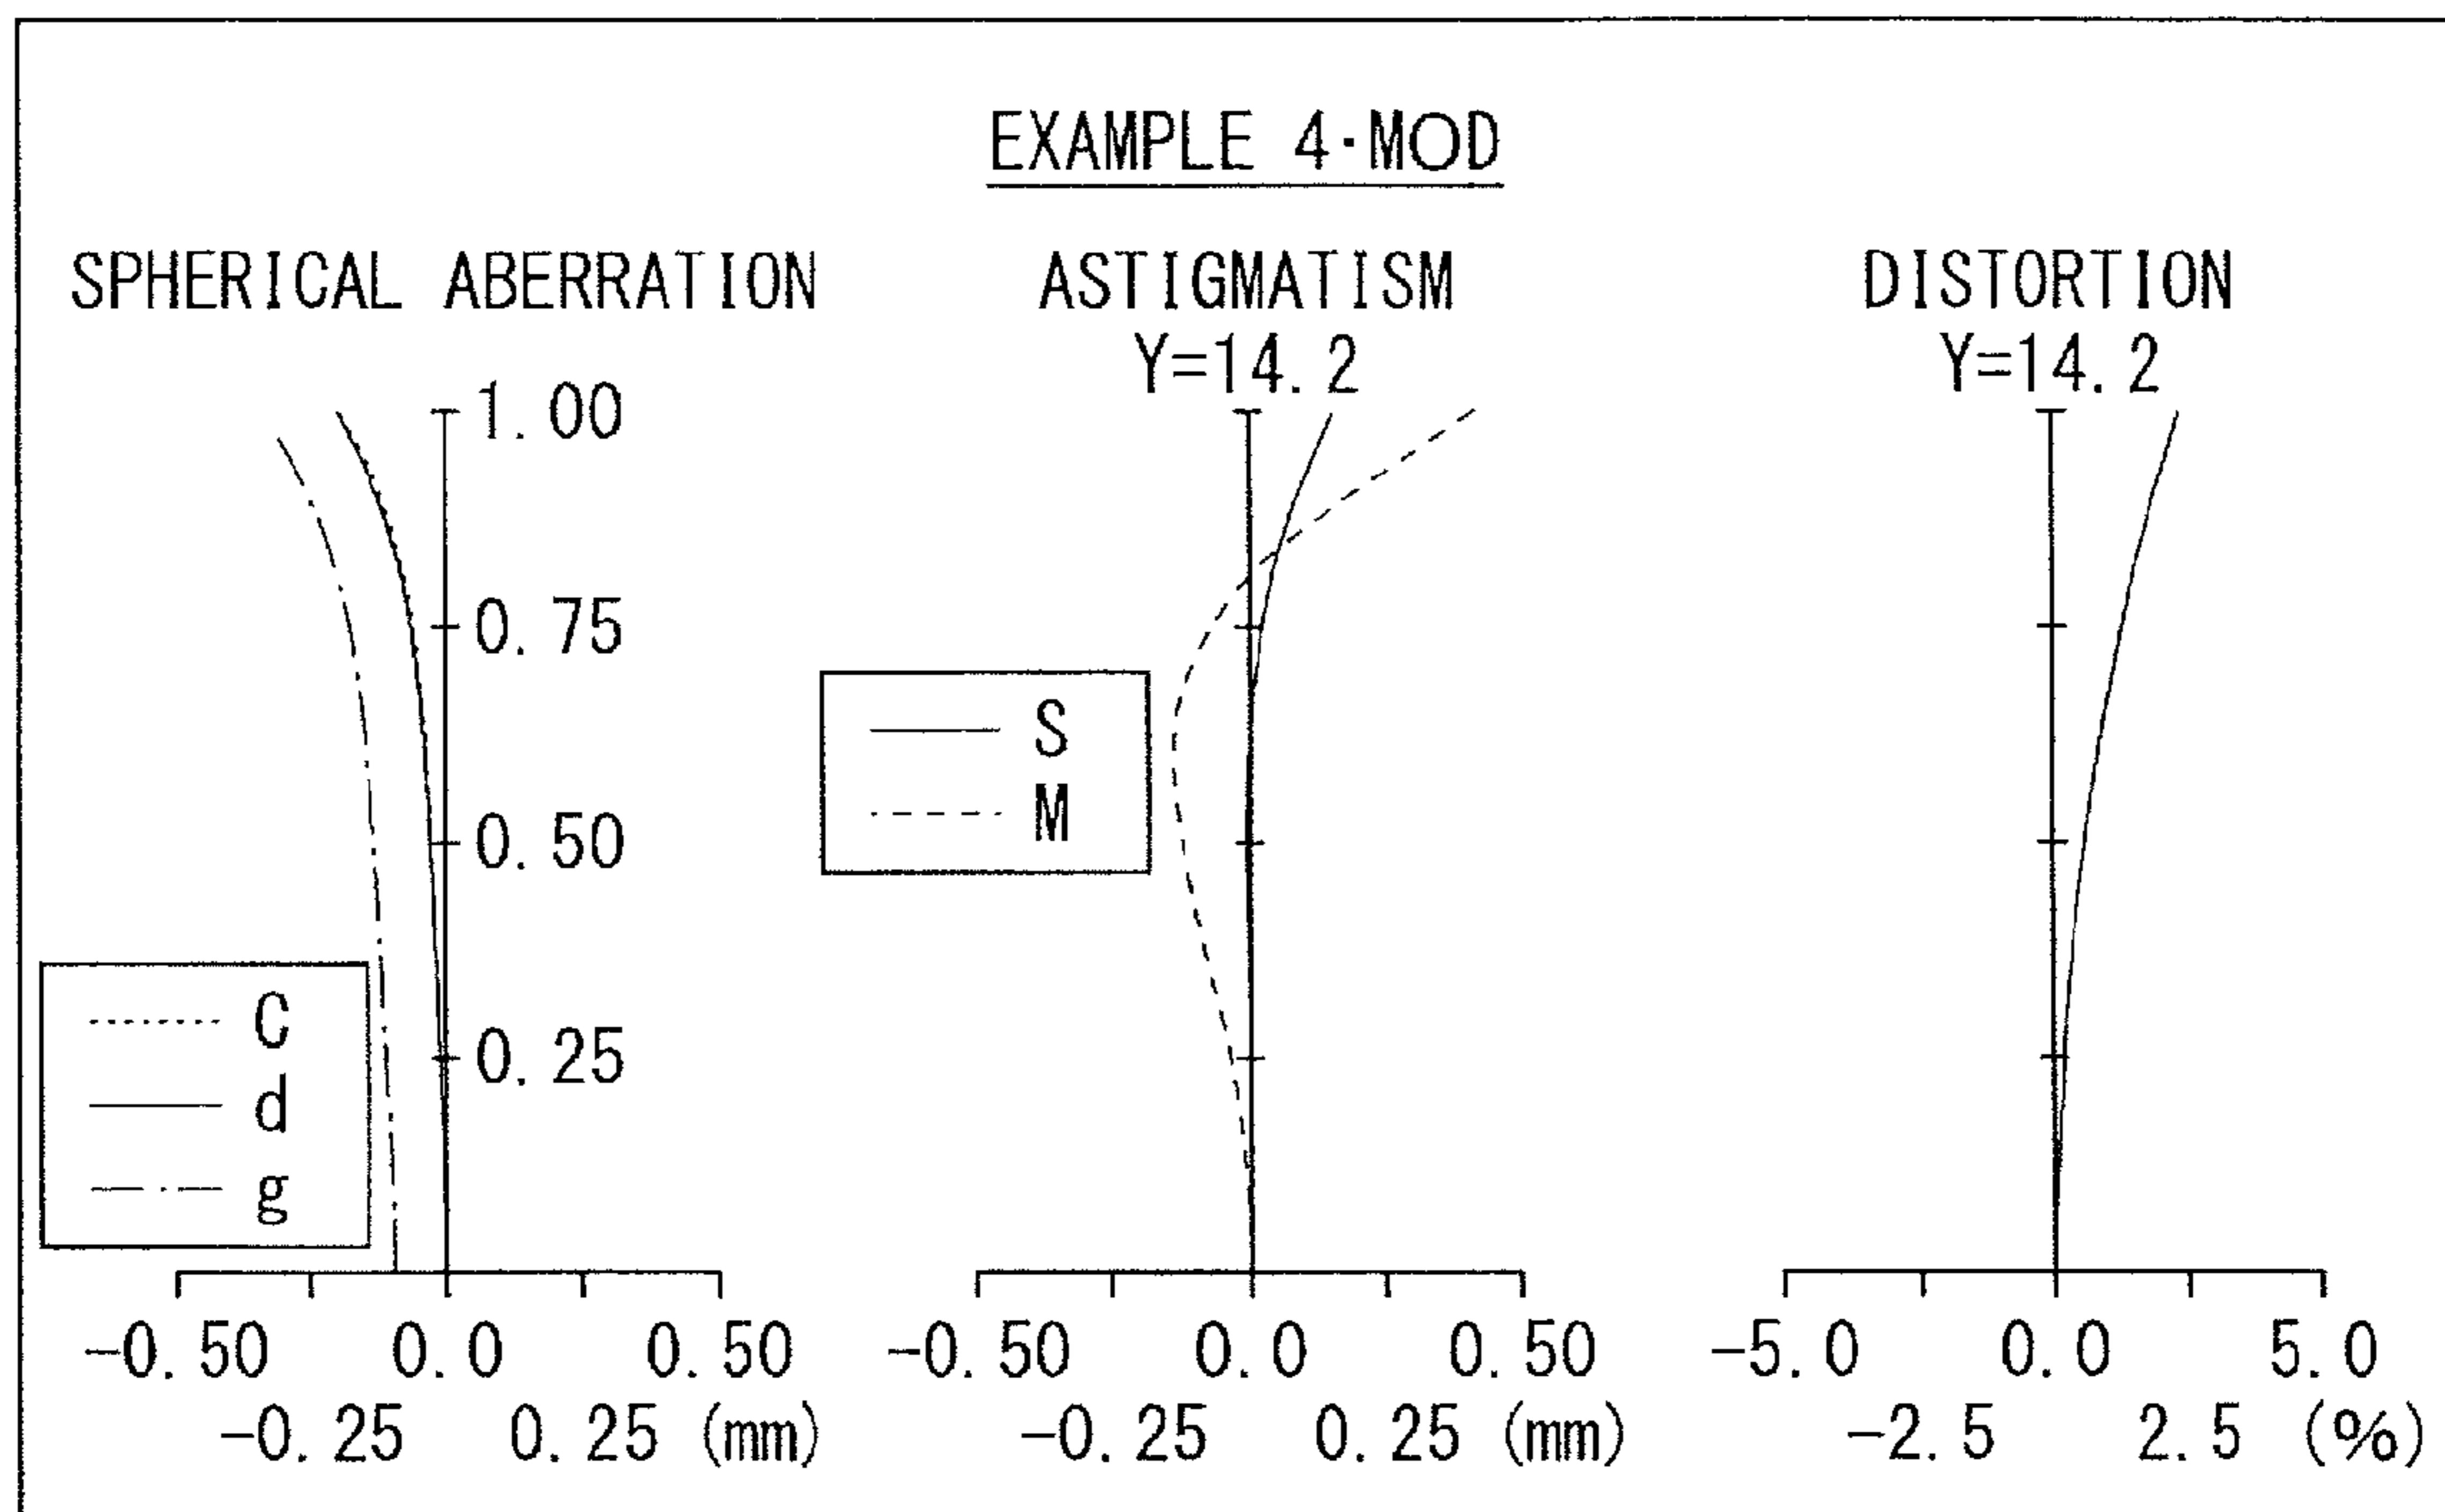 EXAMPLE 4·MOD
SPHERICAL ABERRATION
1.00
0.75
0.50
0.25
C
d
g
-0.50 0.0 0.50
-0.25 0.25 (mm)
ASTIGMATISM
Y=14.2
S
M
-0.50 0.0 0.50
-0.25 0.25 (mm)
DISTORTION
Y=14.2
-5.0 0.0 5.0
-2.5 2.5 (%)